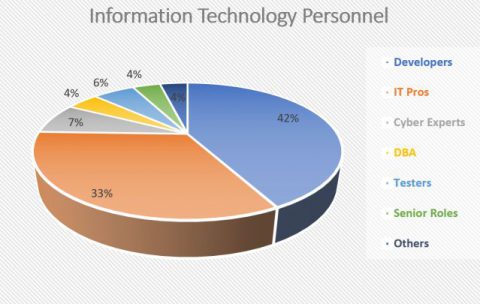 Information Technology Personnel
4%
6%
4%
4%
7%
42%
33%
· Developers
· IT Pros
· Cyber Experts
· DBA
· Testers
· Senior Roles
· Others